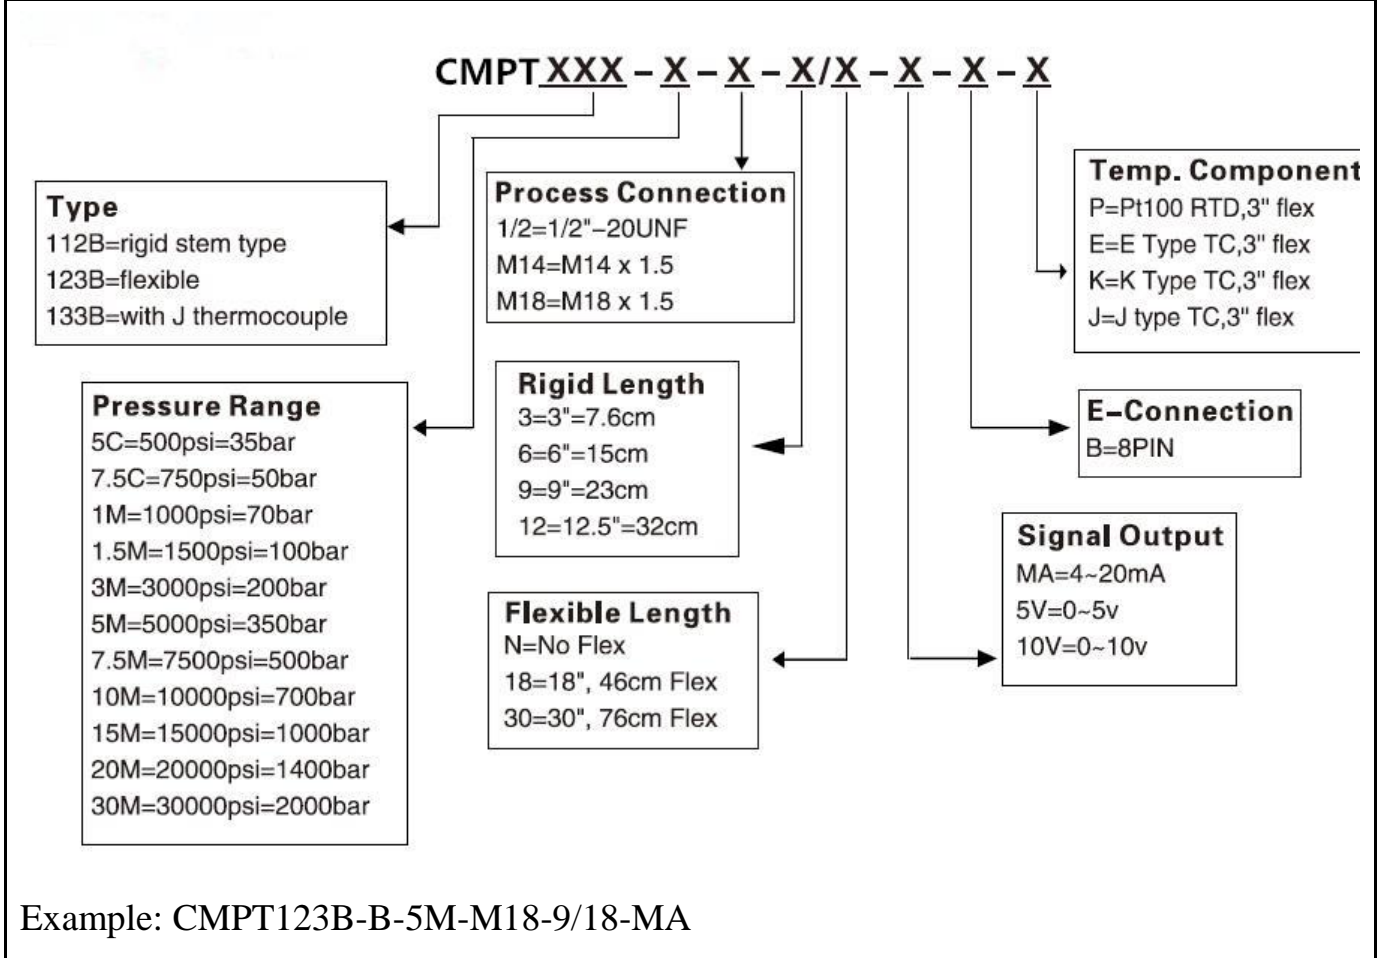 CMPTXXX – X – X – X/X – X – X – X
Type
112B=rigid stem type
123B=flexible
133B=with J thermocouple
Process Connection
1/2=1/2"–20UNF
M14=M14 x 1.5
M18=M18 x 1.5
Temp. Component
P=Pt100 RTD,3" flex
E=E Type TC,3" flex
K=K Type TC,3" flex
J=J type TC,3" flex
Pressure Range
5C=500psi=35bar
7.5C=750psi=50bar
1M=1000psi=70bar
1.5M=1500psi=100bar
3M=3000psi=200bar
5M=5000psi=350bar
7.5M=7500psi=500bar
10M=10000psi=700bar
15M=15000psi=1000bar
20M=20000psi=1400bar
30M=30000psi=2000bar
Rigid Length
3=3"=7.6cm
6=6"=15cm
9=9"=23cm
12=12.5"=32cm
E–Connection
B=8PIN
Flexible Length
N=No Flex
18=18", 46cm Flex
30=30", 76cm Flex
Signal Output
MA=4~20mA
5V=0~5v
10V=0~10v
Example: CMPT123B-B-5M-M18-9/18-MA